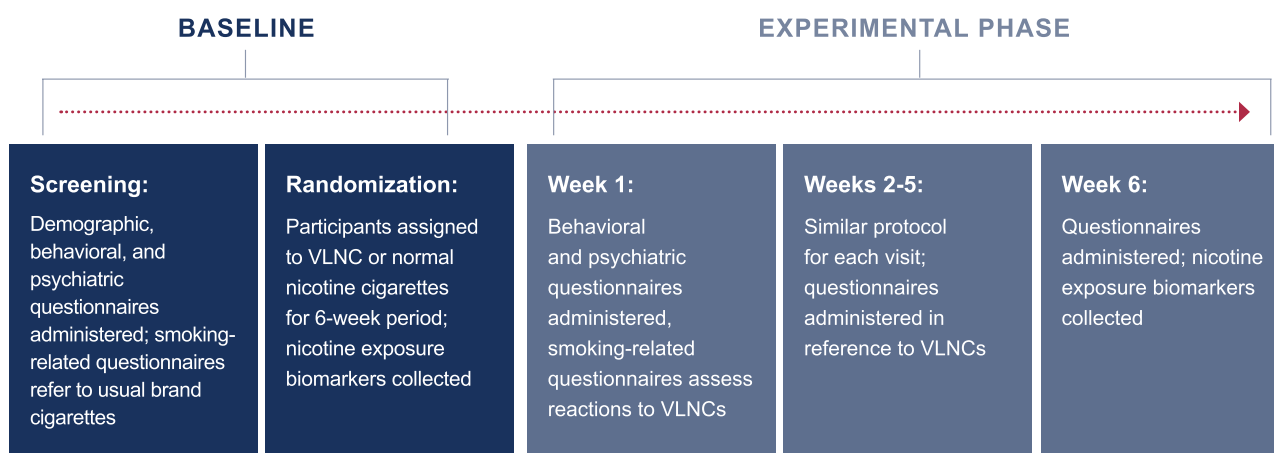 BASELINE
EXPERIMENTAL PHASE
Screening:
Demographic,
behavioral, and
psychiatric
questionnaires
administered; smoking-
related questionnaires
refer to usual brand
cigarettes
Randomization:
Participants assigned
to VLNC or normal
nicotine cigarettes
for 6-week period;
nicotine exposure
biomarkers collected
Week 1:
Behavioral
and psychiatric
questionnaires
administered,
smoking-related
questionnaires assess
reactions to VLNCs
Weeks 2-5:
Similar protocol
for each visit;
questionnaires
administered in
reference to VLNCs
Week 6:
Questionnaires
administered; nicotine
exposure biomarkers
collected